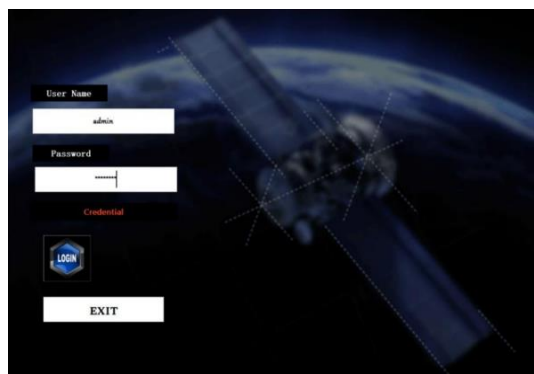 User Name
admin
Password
********
Credential
LOGIN
EXIT